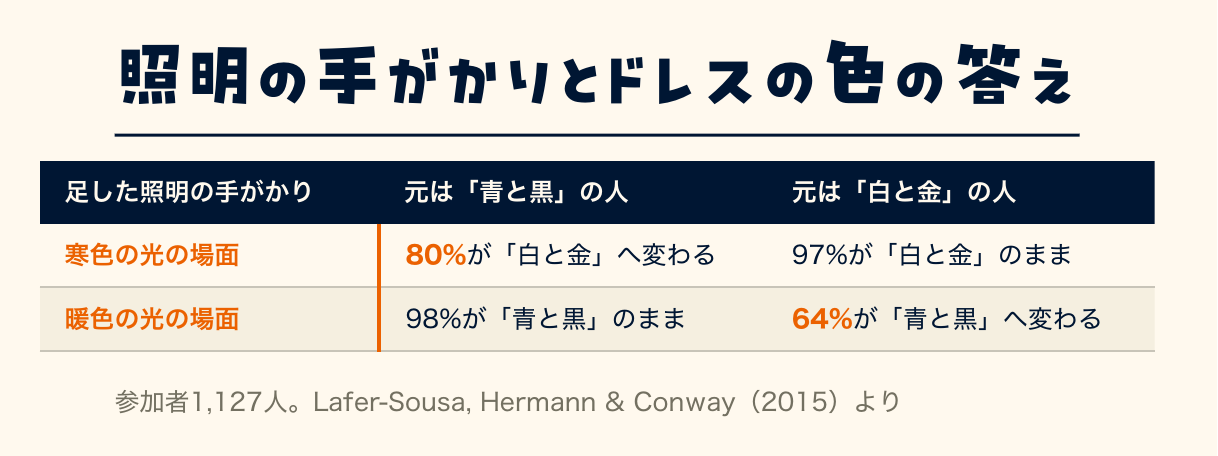 照明の手がかりとドレスの色の答え
足した照明の手がかり 元は「青と黒」の人 元は「白と金」の人
寒色の光の場面 80%が「白と金」へ変わる 97%が「白と金」のまま
暖色の光の場面 98%が「青と黒」のまま 64%が「青と黒」へ変わる
参加者1,127人。Lafer-Sousa, Hermann & Conway（2015）より